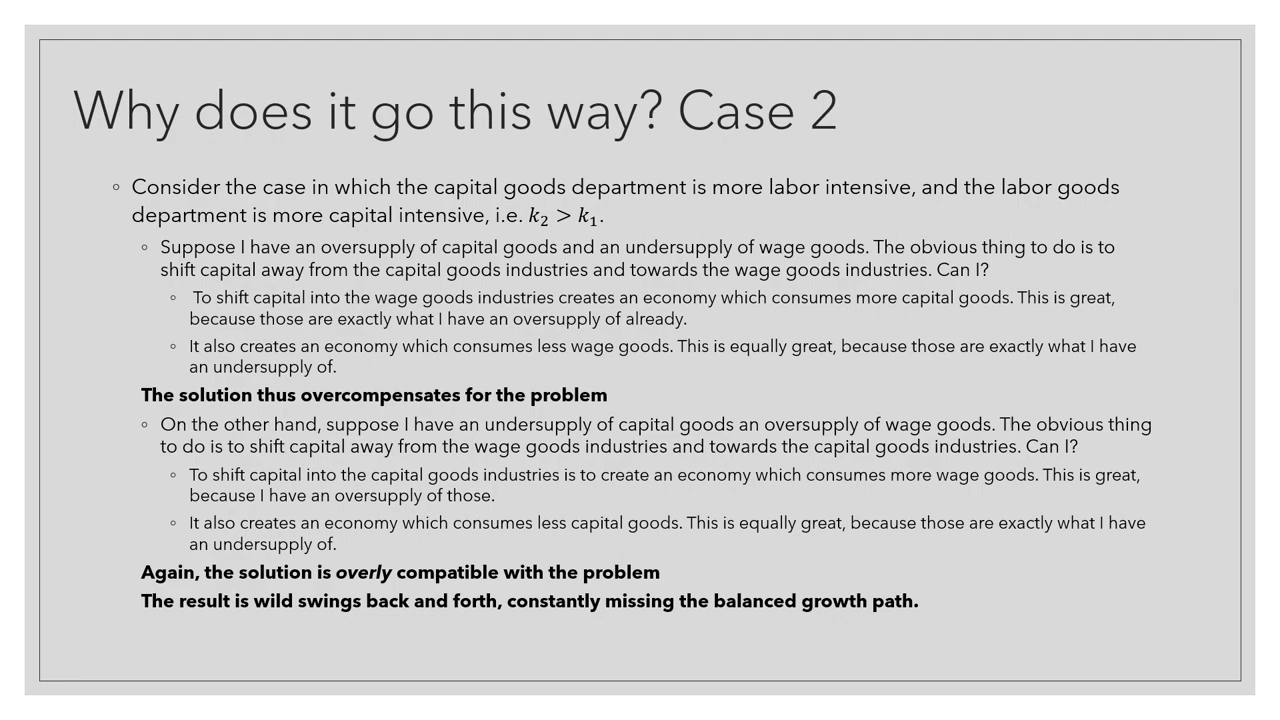 Why does it go this way? Case 2
◦ Consider the case in which the capital goods department is more labor intensive, and the labor goods
department is more capital intensive, i.e. k₂ > k₁.
◦ Suppose I have an oversupply of capital goods and an undersupply of wage goods. The obvious thing to do is to
shift capital away from the capital goods industries and towards the wage goods industries. Can I?
◦ To shift capital into the wage goods industries creates an economy which consumes more capital goods. This is great,
because those are exactly what I have an oversupply of already.
◦ It also creates an economy which consumes less wage goods. This is equally great, because those are exactly what I have
an undersupply of.
The solution thus overcompensates for the problem
◦ On the other hand, suppose I have an undersupply of capital goods an oversupply of wage goods. The obvious thing
to do is to shift capital away from the wage goods industries and towards the capital goods industries. Can I?
◦ To shift capital into the capital goods industries is to create an economy which consumes more wage goods. This is great,
because I have an oversupply of those.
◦ It also creates an economy which consumes less capital goods. This is equally great, because those are exactly what I have
an undersupply of.
Again, the solution is overly compatible with the problem
The result is wild swings back and forth, constantly missing the balanced growth path.